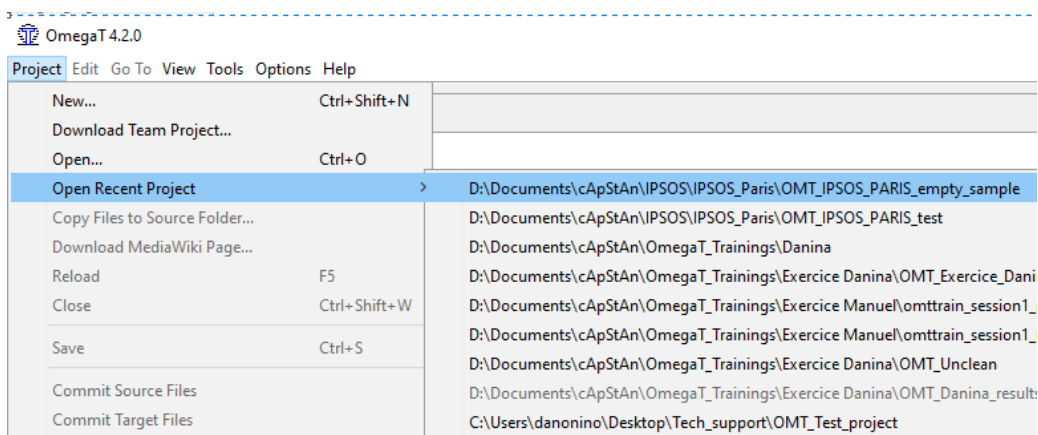 OmegaT 4.2.0
Project Edit Go To View Tools Options Help
New... Ctrl+Shift+N
Download Team Project...
Open... Ctrl+O
Open Recent Project >
Copy Files to Source Folder...
Download MediaWiki Page...
Reload F5
Close Ctrl+Shift+W
Save Ctrl+S
Commit Source Files
Commit Target Files
D:\Documents\cApStAn\IPSOS\IPSOS_Paris\OMT_IPSOS_PARIS_empty_sample
D:\Documents\cApStAn\IPSOS\IPSOS_Paris\OMT_IPSOS_PARIS_test
D:\Documents\cApStAn\OmegaT_Trainings\Danina
D:\Documents\cApStAn\OmegaT_Trainings\Exercice Danina\OMT_Exercice_Dani
D:\Documents\cApStAn\OmegaT_Trainings\Exercice Manuel\omttrain_session1_
D:\Documents\cApStAn\OmegaT_Trainings\Exercice Manuel\omttrain_session1_
D:\Documents\cApStAn\OmegaT_Trainings\Exercice Danina\OMT_Unclean
D:\Documents\cApStAn\OmegaT_Trainings\Exercice Danina\OMT_Danina_results
C:\Users\danonino\Desktop\Tech_support\OMT_Test_project